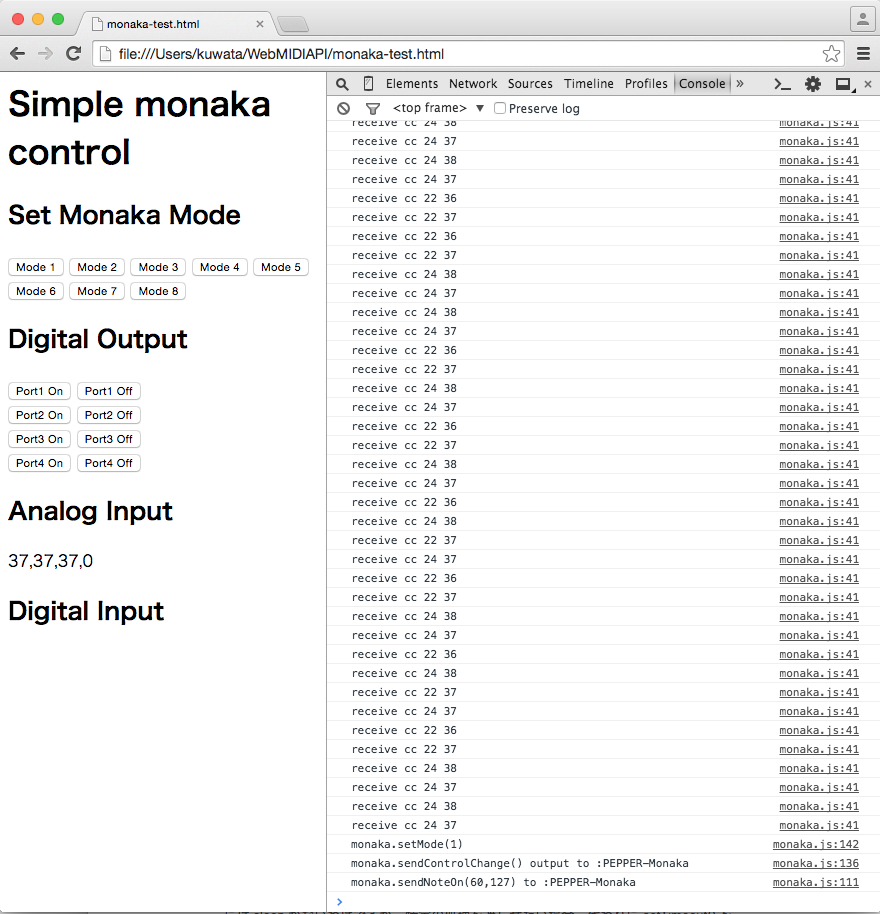 monaka-test.html
file:///Users/kuwata/WebMIDIAPI/monaka-test.html
Simple monaka
control
Set Monaka Mode
Mode 1 Mode 2 Mode 3 Mode 4 Mode 5
Mode 6 Mode 7 Mode 8
Digital Output
Port1 On Port1 Off
Port2 On Port2 Off
Port3 On Port3 Off
Port4 On Port4 Off
Analog Input
37,37,37,0
Digital Input
Elements Network Sources Timeline Profiles Console »
<top frame> ▼ Preserve log
receive cc 24 38 monaka.js:41
receive cc 24 37 monaka.js:41
receive cc 24 38 monaka.js:41
receive cc 24 37 monaka.js:41
receive cc 22 36 monaka.js:41
receive cc 22 37 monaka.js:41
receive cc 22 36 monaka.js:41
receive cc 22 37 monaka.js:41
receive cc 24 38 monaka.js:41
receive cc 24 37 monaka.js:41
receive cc 24 38 monaka.js:41
receive cc 24 37 monaka.js:41
receive cc 22 36 monaka.js:41
receive cc 22 37 monaka.js:41
receive cc 24 38 monaka.js:41
receive cc 24 37 monaka.js:41
receive cc 22 36 monaka.js:41
receive cc 22 37 monaka.js:41
receive cc 24 38 monaka.js:41
receive cc 24 37 monaka.js:41
receive cc 22 36 monaka.js:41
receive cc 24 38 monaka.js:41
receive cc 22 37 monaka.js:41
receive cc 24 37 monaka.js:41
receive cc 22 36 monaka.js:41
receive cc 22 37 monaka.js:41
receive cc 24 38 monaka.js:41
receive cc 24 37 monaka.js:41
receive cc 22 36 monaka.js:41
receive cc 24 38 monaka.js:41
receive cc 22 37 monaka.js:41
receive cc 24 37 monaka.js:41
receive cc 22 36 monaka.js:41
receive cc 22 37 monaka.js:41
receive cc 24 38 monaka.js:41
receive cc 24 37 monaka.js:41
receive cc 24 38 monaka.js:41
receive cc 24 37 monaka.js:41
monaka.setMode(1) monaka.js:142
monaka.sendControlChange() output to :PEPPER-Monaka monaka.js:136
monaka.sendNoteOn(60,127) to :PEPPER-Monaka monaka.js:111